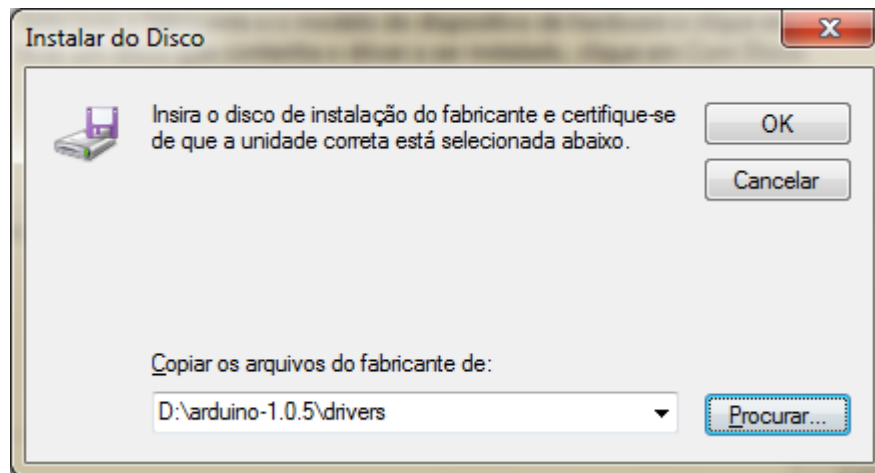 Instalar do Disco
Insira o disco de instalação do fabricante e certifique-se
de que a unidade correta está selecionada abaixo.
OK
Cancelar
Copiar os arquivos do fabricante de:
D:\arduino-1.0.5\drivers
Procurar...